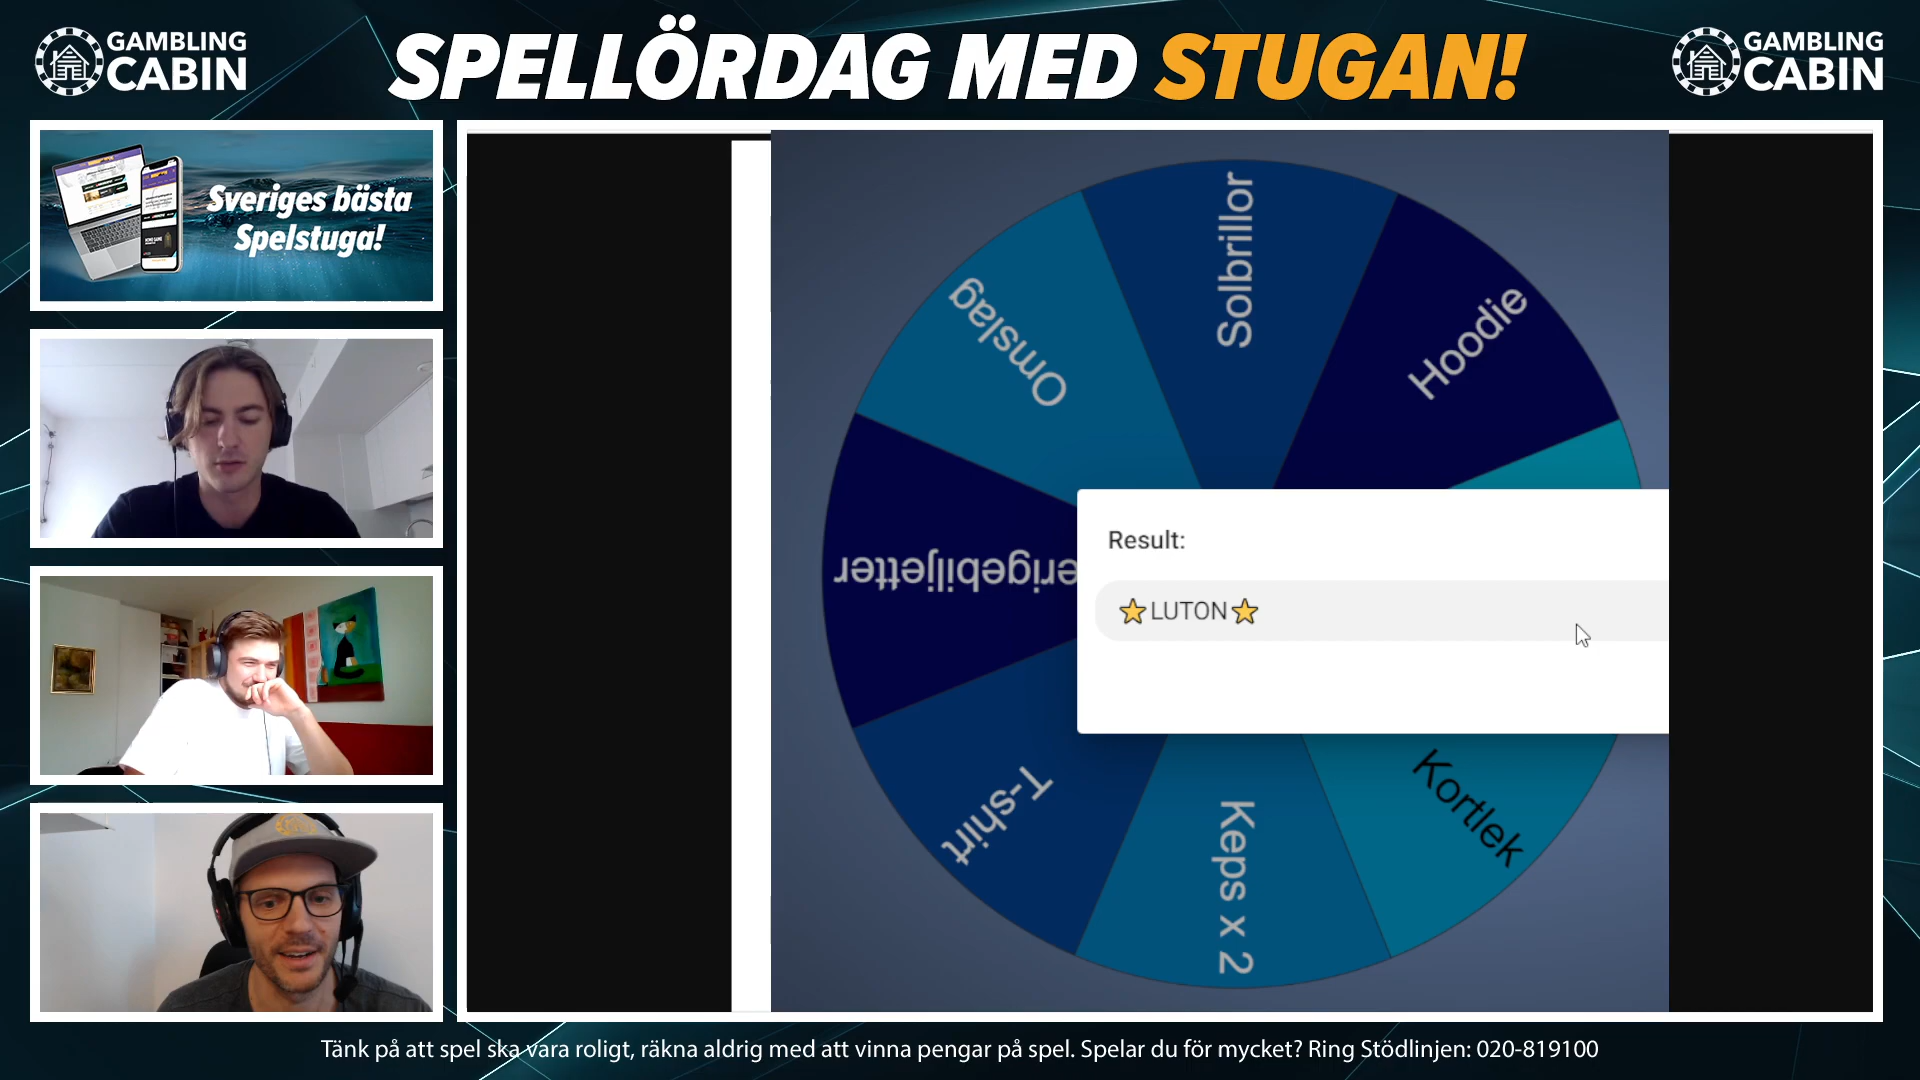 GAMBLING
CABIN
SPELLÖRDAG MED STUGAN!
GAMBLING
CABIN
Sveriges bästa
Spelstuga!
Solbrillor
Hoodie
Omslag
erigebiljetter
T-shirt
Keps x 2
Kortlek
Result:
⭐LUTON⭐
Tänk på att spel ska vara roligt, räkna aldrig med att vinna pengar på spel. Spelar du för mycket? Ring Stödlinjen: 020-819100